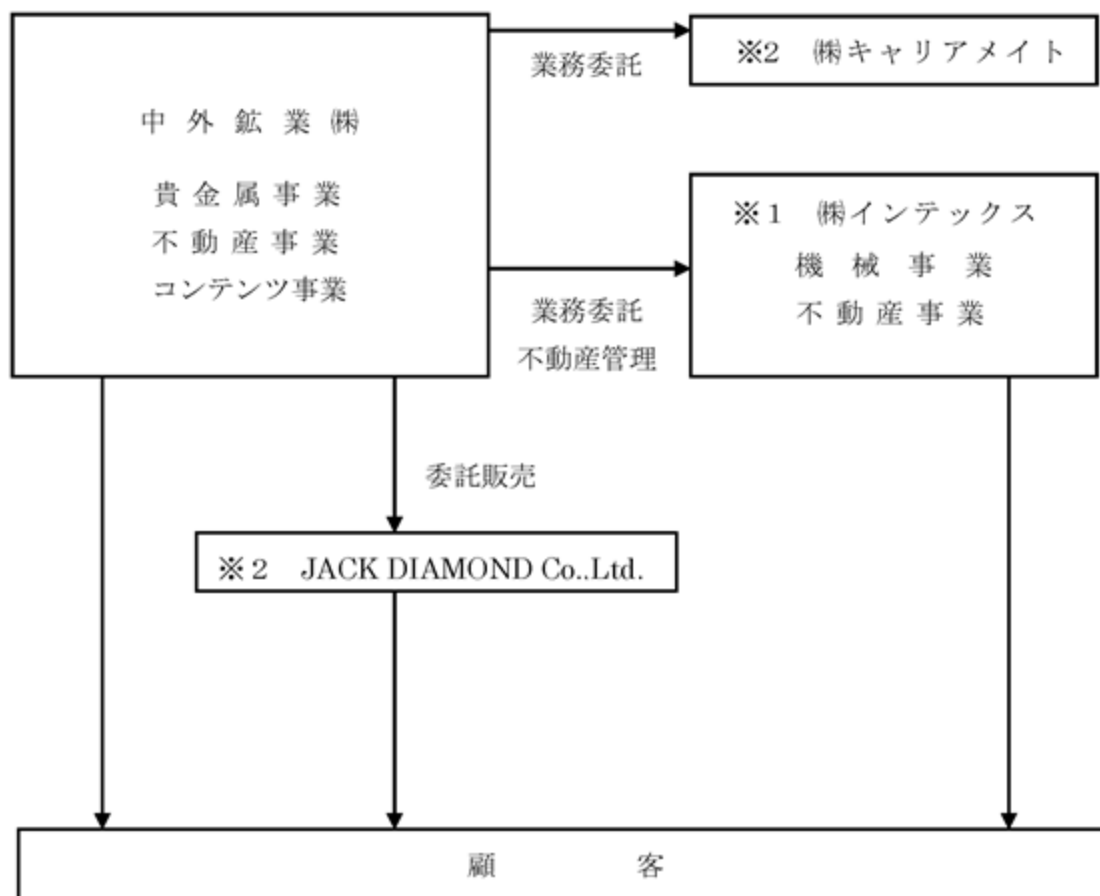 中外鉱業㈱
貴金属事業
不動産事業
コンテンツ事業
業務委託
※2 ㈱キャリアメイト
業務委託
不動産管理
※1 ㈱インテックス
機械事業
不動産事業
委託販売
※2 JACK DIAMOND Co.,Ltd.
顧客